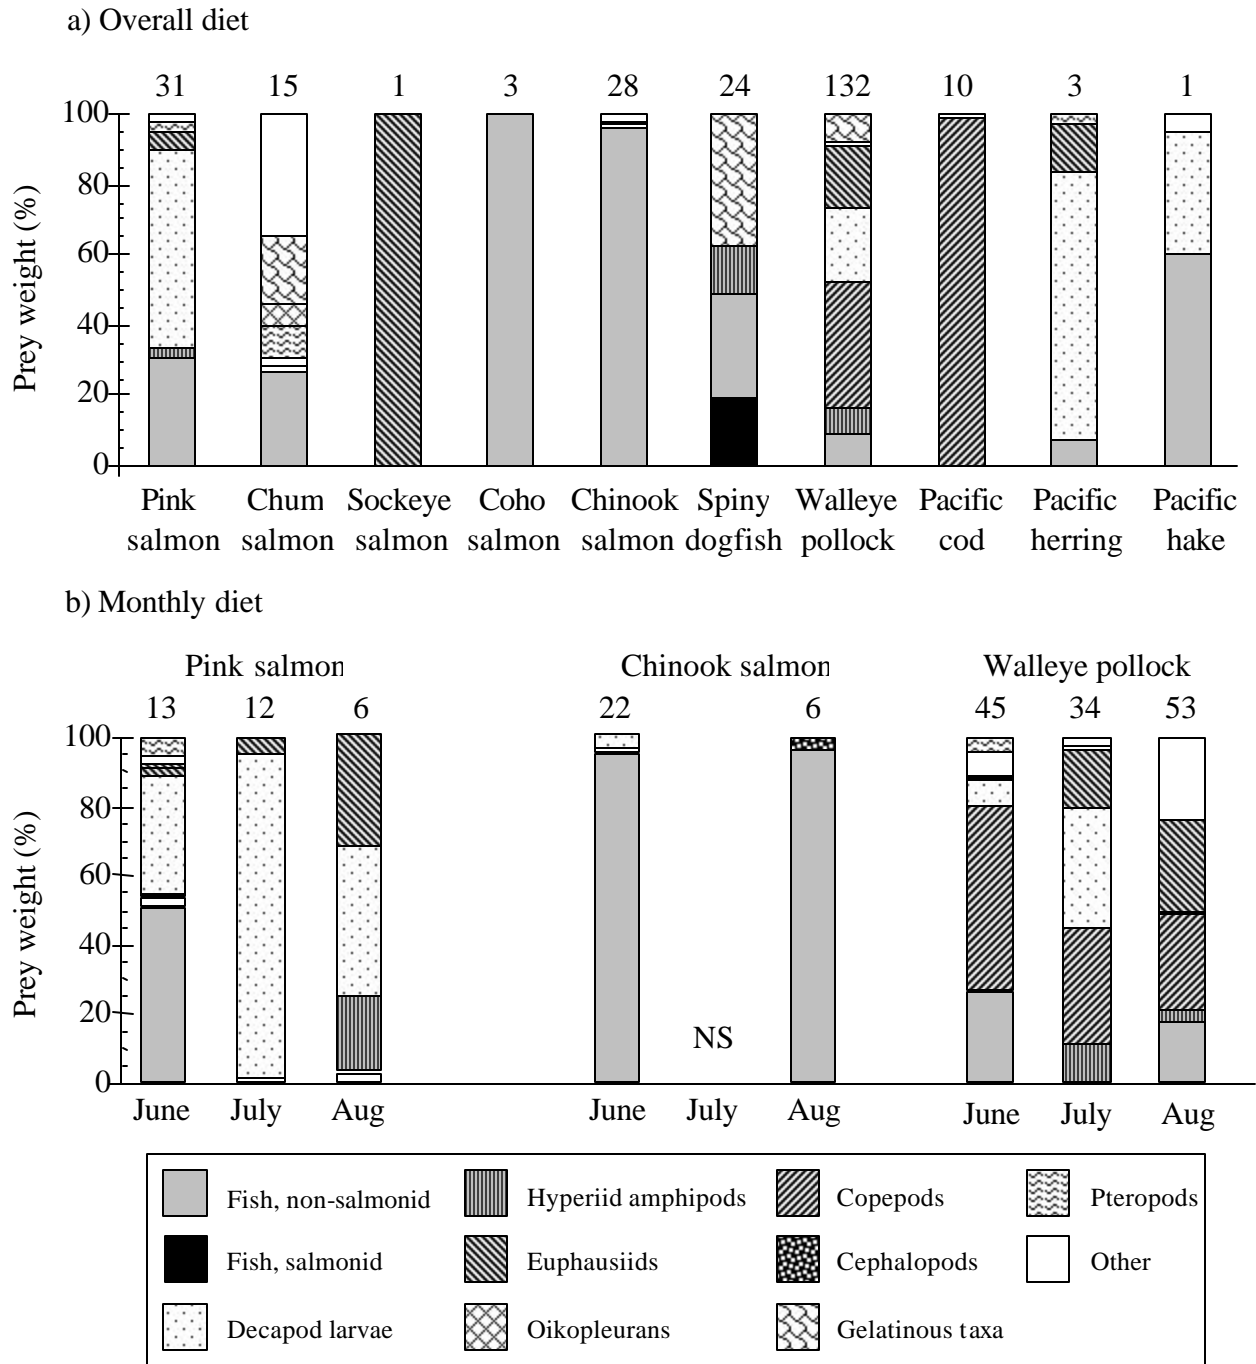 a) Overall diet
31 15 1 3 28 24 132 10 3 1
100
80
60
40
20
0
Prey weight (%)
Pink Chum Sockeye Coho Chinook Spiny Walleye Pacific Pacific Pacific
salmon salmon salmon salmon salmon dogfish pollock cod herring hake
b) Monthly diet
Pink salmon Chinook salmon Walleye pollock
13 12 6 22 6 45 34 53
100
80
60
40
20
0
Prey weight (%)
NS
June July Aug June July Aug June July Aug
Fish, non-salmonid Hyperiid amphipods Copepods Pteropods
Fish, salmonid Euphausiids Cephalopods Other
Decapod larvae Oikopleurans Gelatinous taxa